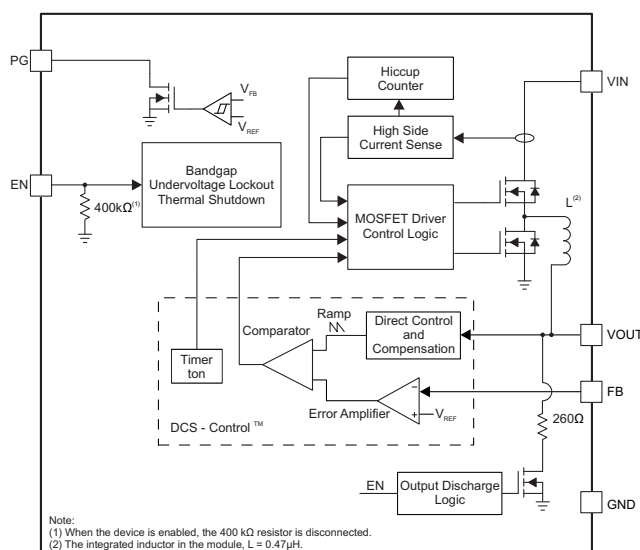 PG
V_FB
V_REF
Hiccup
Counter
VIN
High Side
Current Sense
EN
Bandgap
Undervoltage Lockout
Thermal Shutdown
400kΩ(1)
MOSFET Driver
Control Logic
L(2)
Ramp
Comparator
Direct Control
and
Compensation
VOUT
Timer
ton
FB
Error Amplifier
−
+
V_REF
260Ω
DCS - Control ™
EN
Output Discharge
Logic
GND
Note:
(1) When the device is enabled, the 400 kΩ resistor is disconnected.
(2) The integrated inductor in the module, L = 0.47μH.